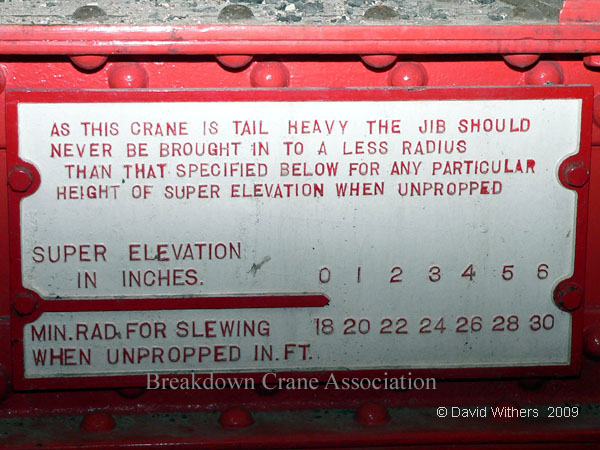 AS THIS CRANE IS TAIL HEAVY THE JIB SHOULD
NEVER BE BROUGHT IN TO A LESS RADIUS
THAN THAT SPECIFIED BELOW FOR ANY PARTICULAR
HEIGHT OF SUPER ELEVATION WHEN UNPROPPED
SUPER ELEVATION
IN INCHES. 0 1 2 3 4 5 6
MIN. RAD. FOR SLEWING 18 20 22 24 26 28 30
WHEN UNPROPPED IN. FT.
Breakdown Crane Association
© David Withers 2009